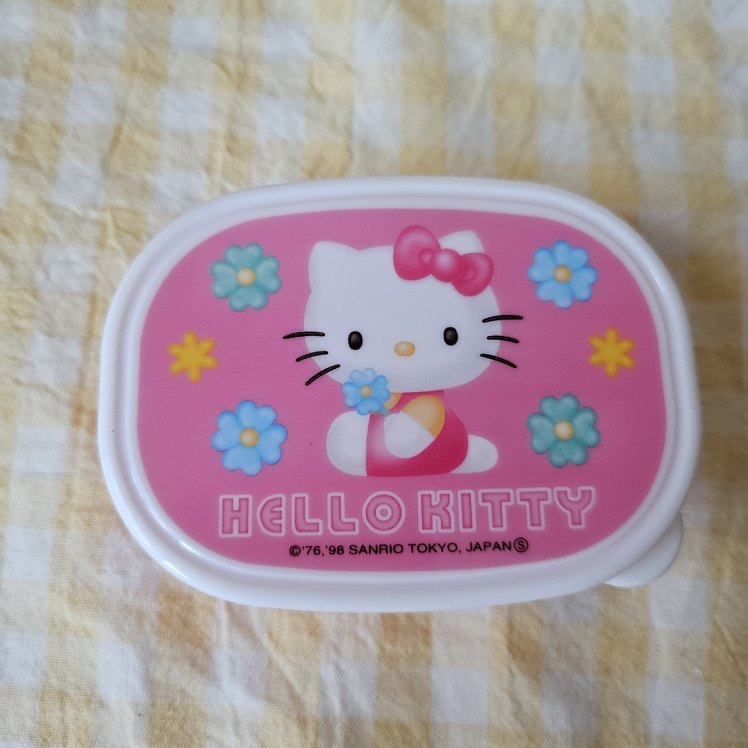 HELLO KITTY
©'76,'98 SANRIO TOKYO, JAPAN Ⓢ